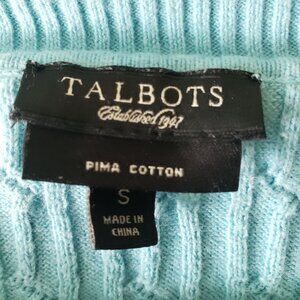 TALBOTS
Established 1947
PIMA COTTON
S
MADE IN
CHINA